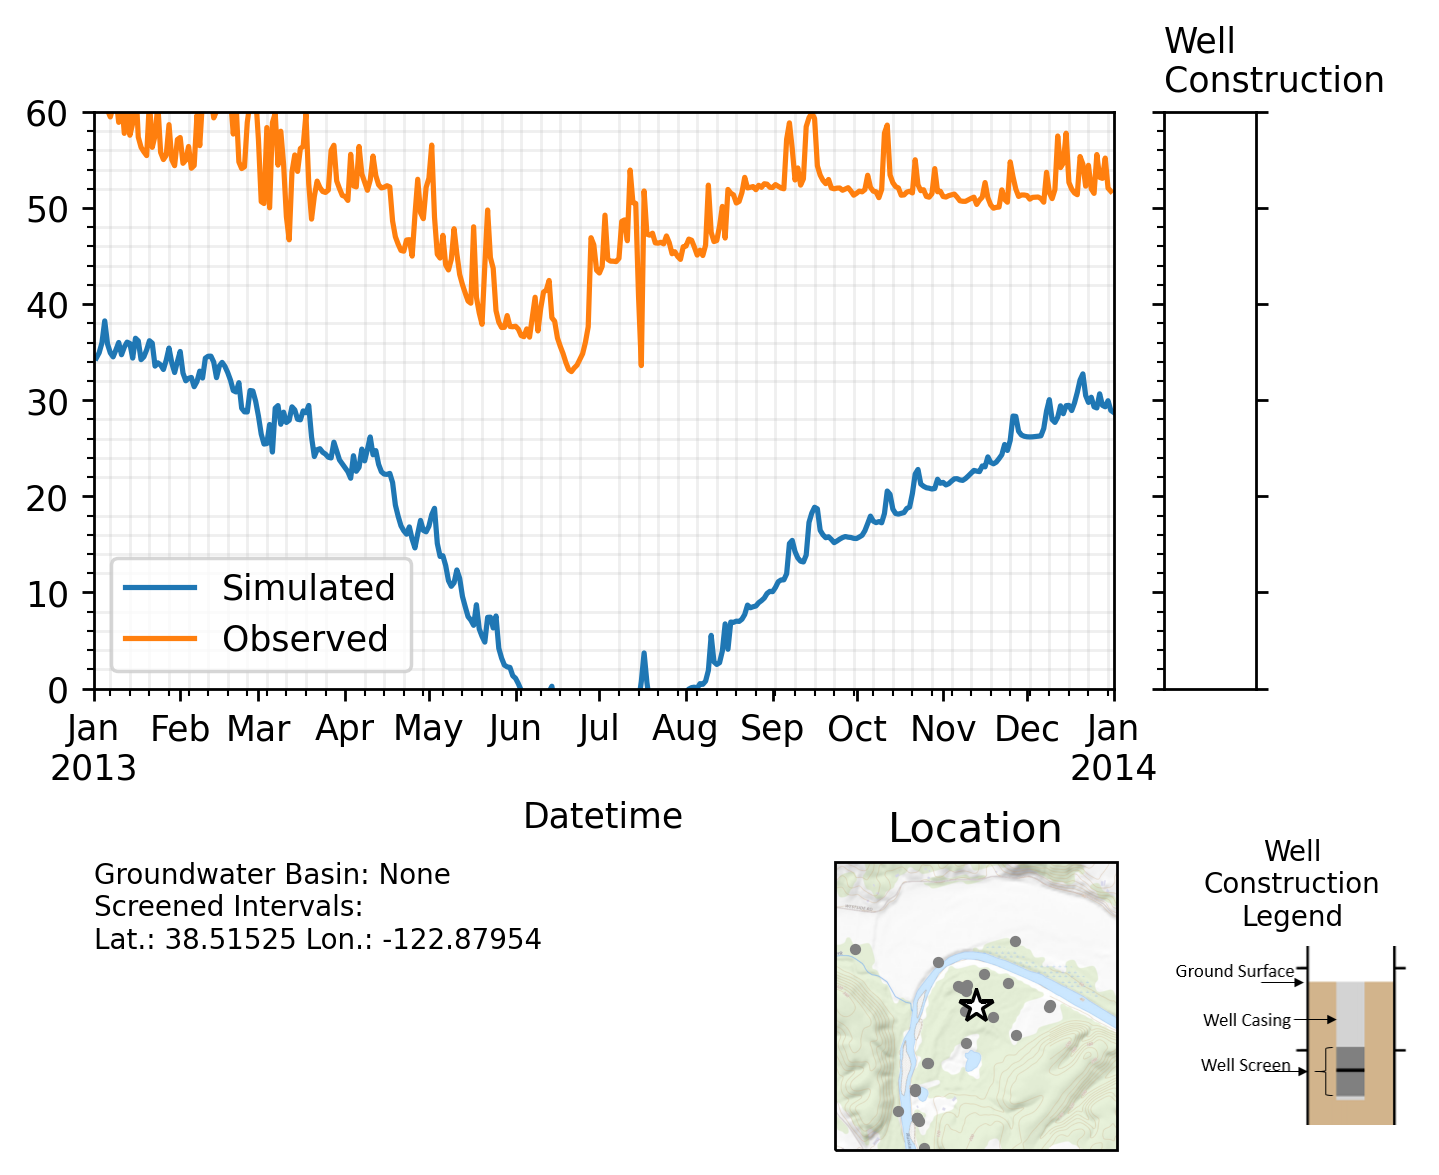 Well
Construction
60
50
40
30
20
10
0
Simulated
Observed
Jan Feb Mar Apr May Jun Jul Aug Sep Oct Nov Dec Jan
2013 2014
Datetime
Groundwater Basin: None
Screened Intervals:
Lat.: 38.51525 Lon.: -122.87954
Location
Well
Construction
Legend
Ground Surface
Well Casing
Well Screen